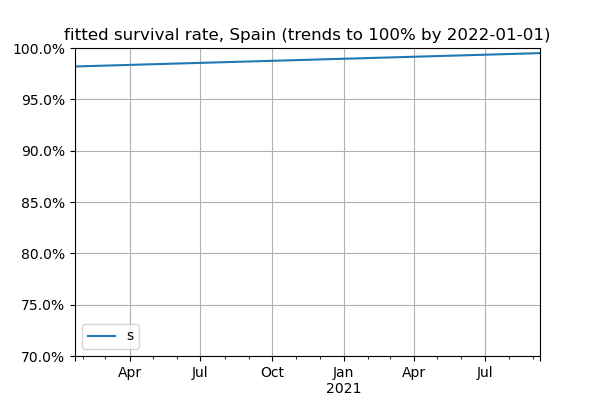 fitted survival rate, Spain (trends to 100% by 2022-01-01)
100.0%
95.0%
90.0%
85.0%
80.0%
75.0%
70.0%
s
Apr Jul Oct Jan Apr Jul
2021